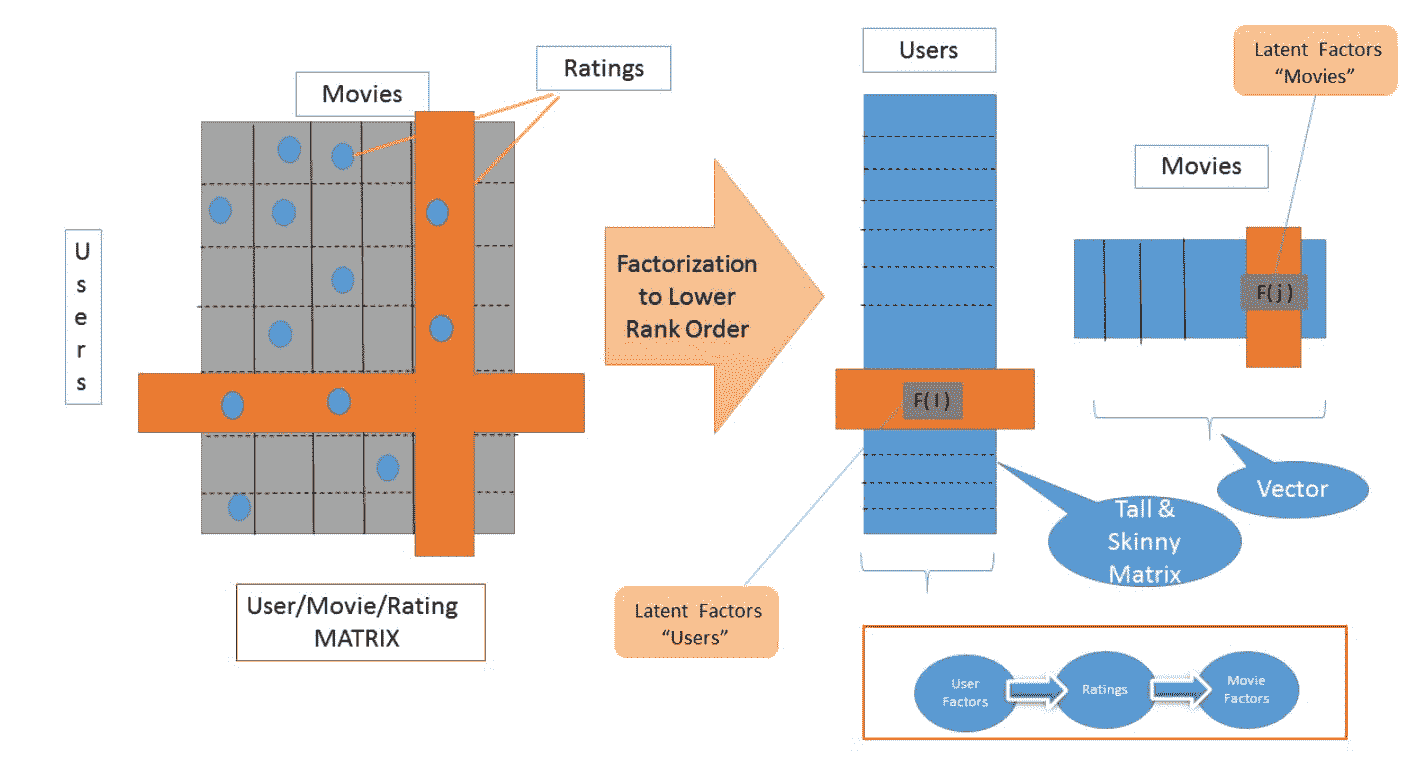 Movies
Ratings
U
s
e
r
s
User/Movie/Rating
MATRIX
Factorization
to Lower
Rank Order
Users
F( I )
Latent Factors
“Users”
Tall &
Skinny
Matrix
Movies
Latent Factors
“Movies”
F( j )
Vector
User
Factors
Ratings
Movie
Factors